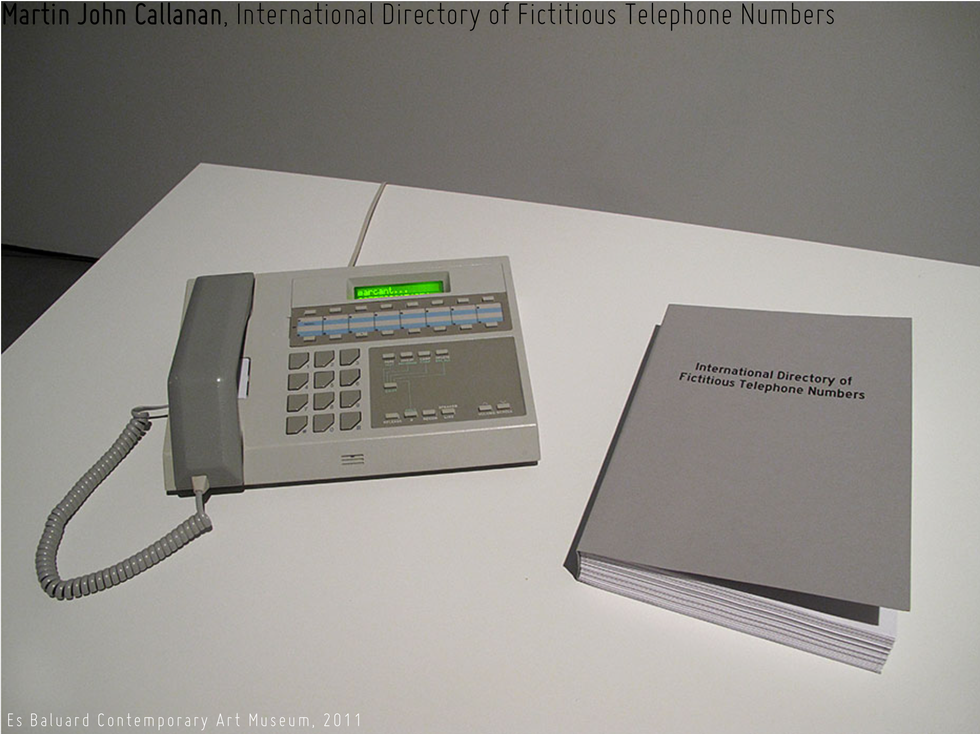 Martin John Callanan, International Directory of Fictitious Telephone Numbers
marcant...
International Directory of
Fictitious Telephone Numbers
Es Baluard Contemporary Art Museum, 2011